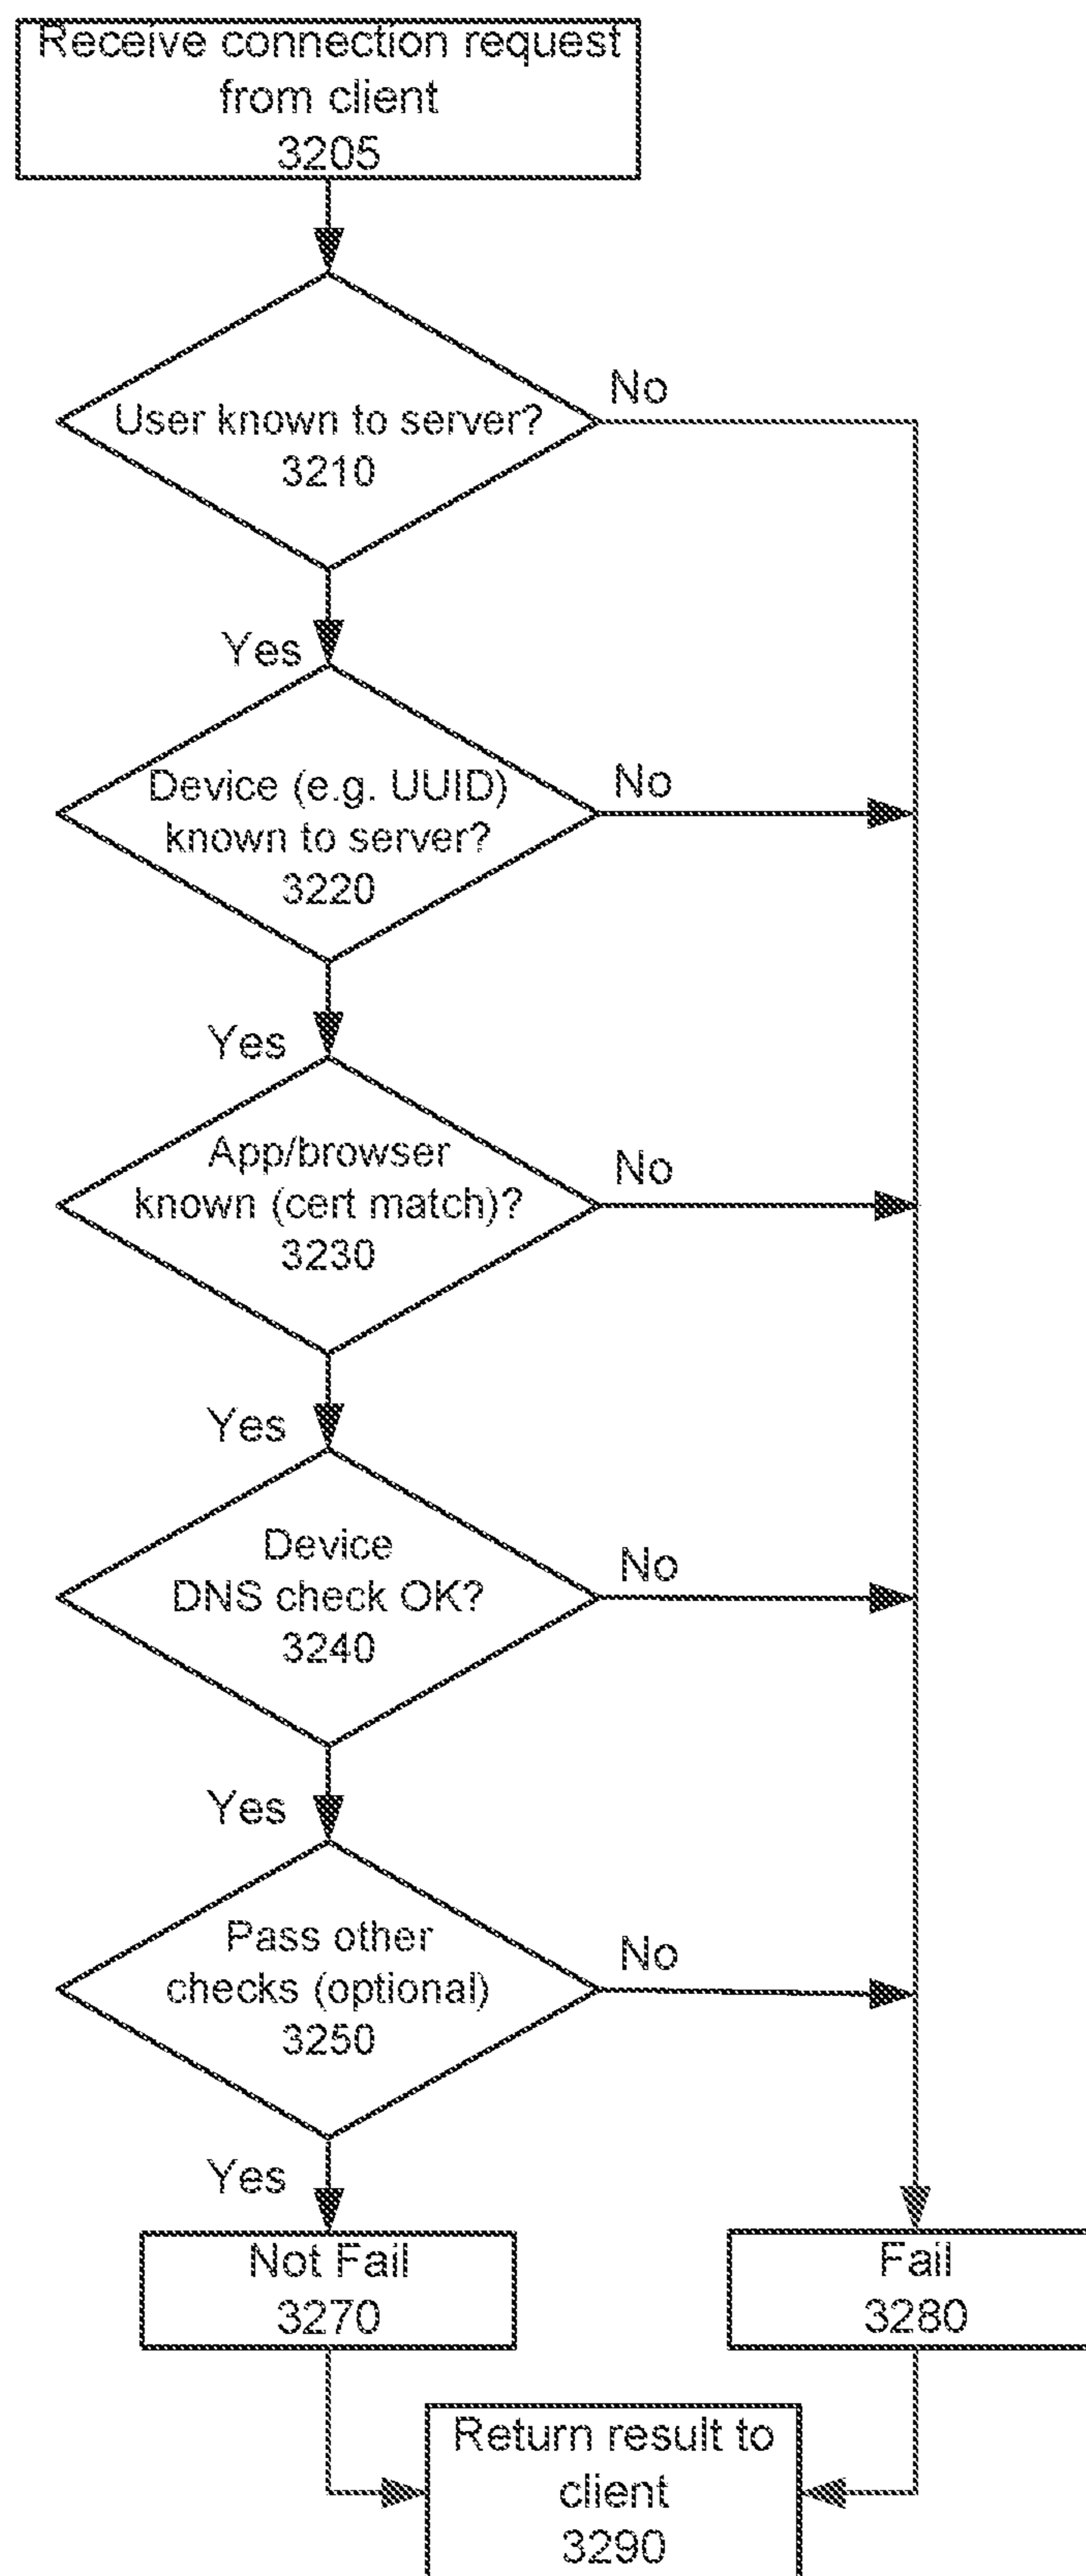 Receive connection request
from client
3205
No
User known to server?
3210
Yes
Device (e.g. UUID)
known to server?
3220
No
Yes
App/browser
known (cert match)?
3230
No
Yes
Device
DNS check OK?
3240
No
Yes
Pass other
checks (optional)
3250
No
Yes
Not Fail
3270
Fail
3280
Return result to
client
3290